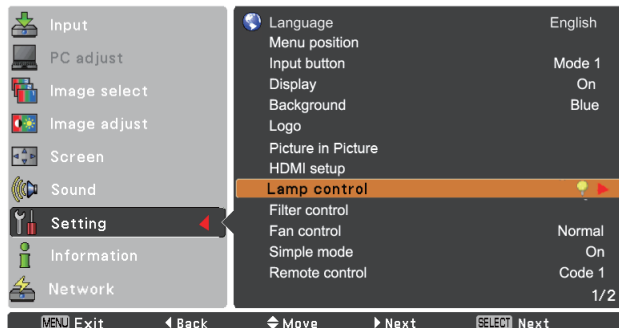 Input
PC adjust
Image select
Image adjust
Screen
Sound
Setting
Information
Network
Language English
Menu position
Input button Mode 1
Display On
Background Blue
Logo
Picture in Picture
HDMI setup
Lamp control
Filter control
Fan control Normal
Simple mode On
Remote control Code 1
1/2
MENU Exit Back Move Next SELECT Next